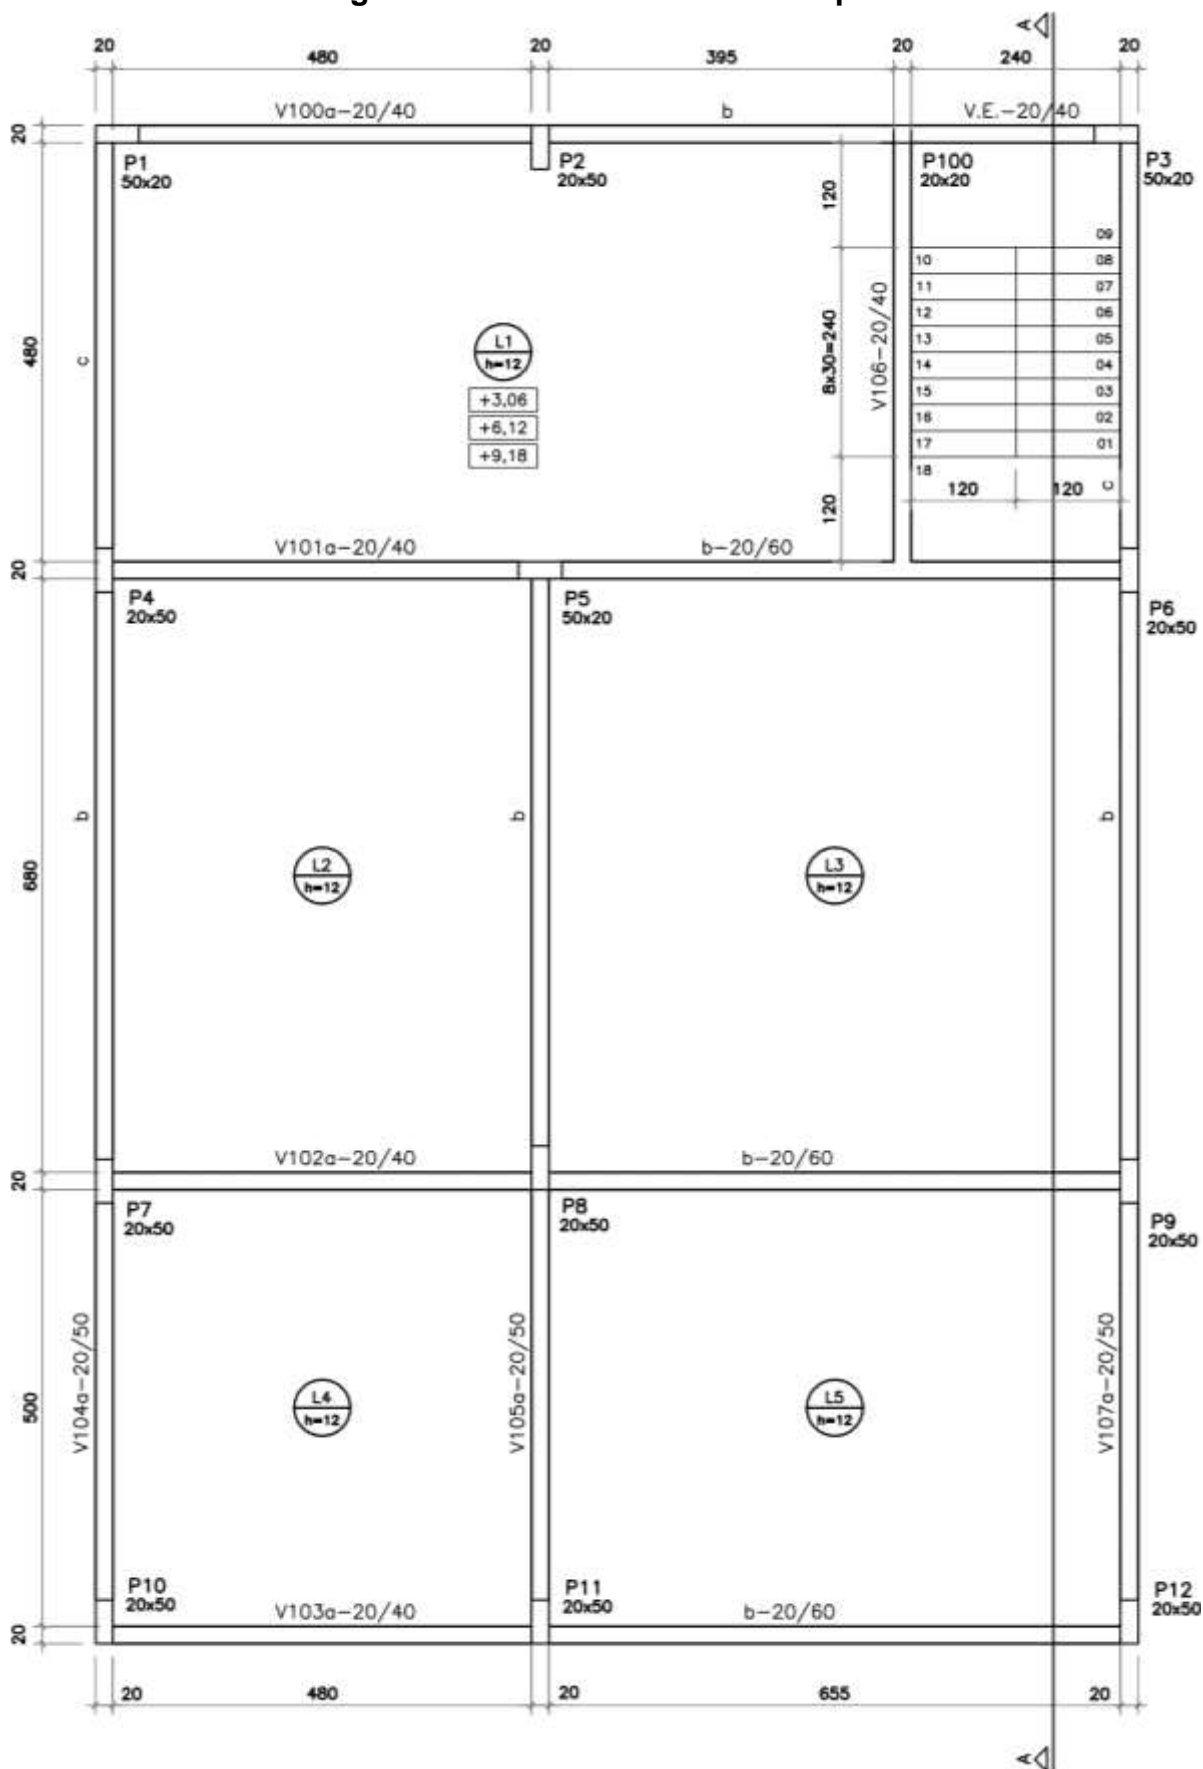 A
20 480 20 395 20 240 20
V100a-20/40 b V.E.-20/40
20
P1 P2 P100 P3
50x20 20x50 20x20 50x20
120
09
10 08
11 07
12 06
13 05
14 04
15 03
16 02
17 01
18
120 120 c
480
c
L1
h=12
+3,06
+6,12
+9,18
8x30=240
V106-20/40
120
V101a-20/40 b-20/60
20
P4 P5 P6
20x50 50x20 20x50
b b b
680
L2 L3
h=12 h=12
V102a-20/40 b-20/60
20
P7 P8 P9
20x50 20x50 20x50
V104a-20/50 V105a-20/50 V107a-20/50
500
L4 L5
h=12 h=12
P10 P11 P12
20x50 20x50 20x50
V103a-20/40 b-20/60
20
20 480 20 655 20
A